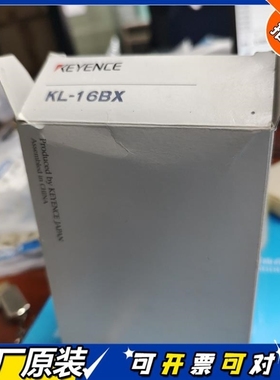 KEYENCE
KL-16BX
Produced by KEYENCE JAPAN
Assembled in CHINA
厂原装
可开票可对